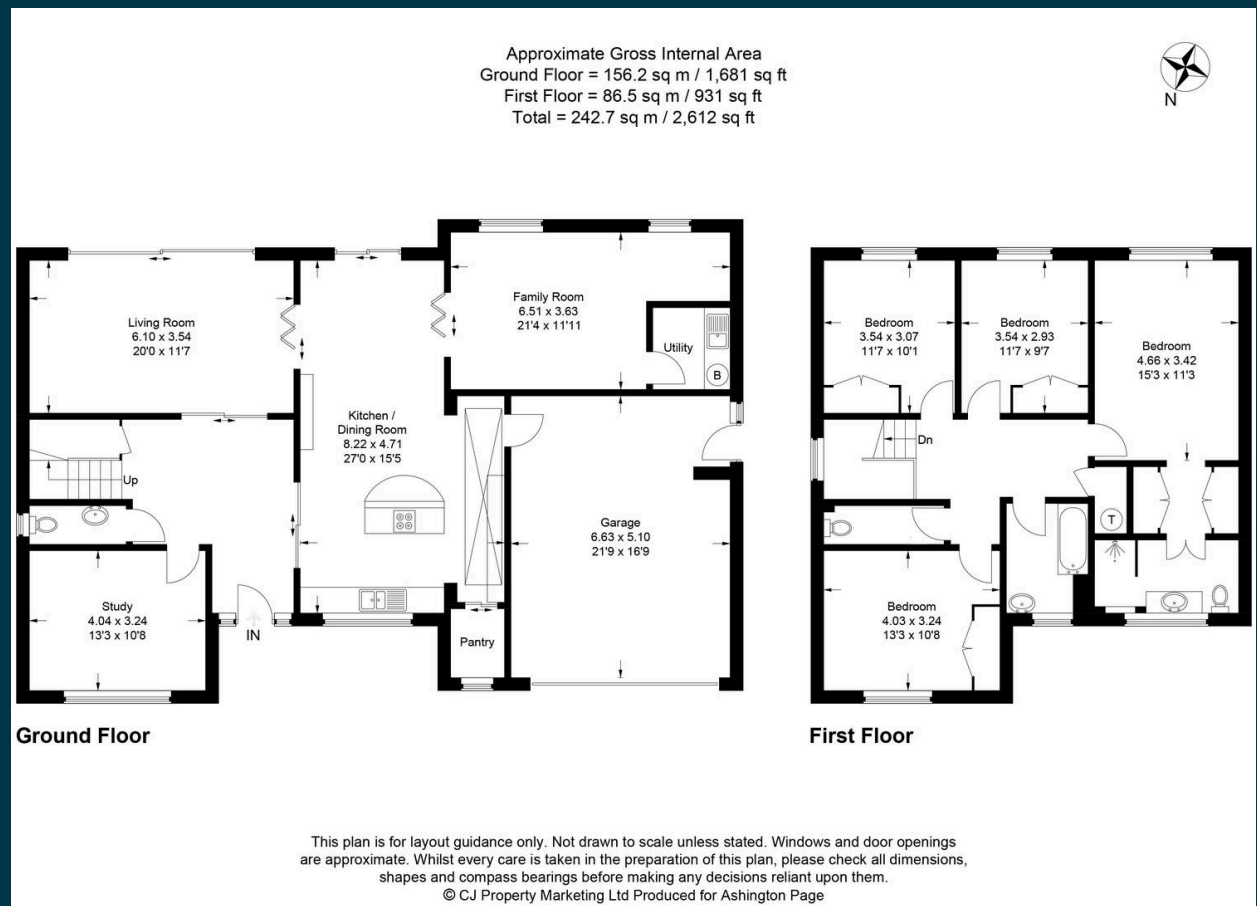 Approximate Gross Internal Area
Ground Floor = 156.2 sq m / 1,681 sq ft
First Floor = 86.5 sq m / 931 sq ft
Total = 242.7 sq m / 2,612 sq ft
N
Living Room
6.10 x 3.54
20'0 x 11'7
Family Room
6.51 x 3.63
21'4 x 11'11
Utility
B
Kitchen /
Dining Room
8.22 x 4.71
27'0 x 15'5
Up
Garage
6.63 x 5.10
21'9 x 16'9
Study
4.04 x 3.24
13'3 x 10'8
IN
Pantry
Ground Floor
Bedroom
3.54 x 3.07
11'7 x 10'1
Bedroom
3.54 x 2.93
11'7 x 9'7
Bedroom
4.66 x 3.42
15'3 x 11'3
Dn
T
Bedroom
4.03 x 3.24
13'3 x 10'8
First Floor
This plan is for layout guidance only. Not drawn to scale unless stated. Windows and door openings
are approximate. Whilst every care is taken in the preparation of this plan, please check all dimensions,
shapes and compass bearings before making any decisions reliant upon them.
© CJ Property Marketing Ltd Produced for Ashington Page